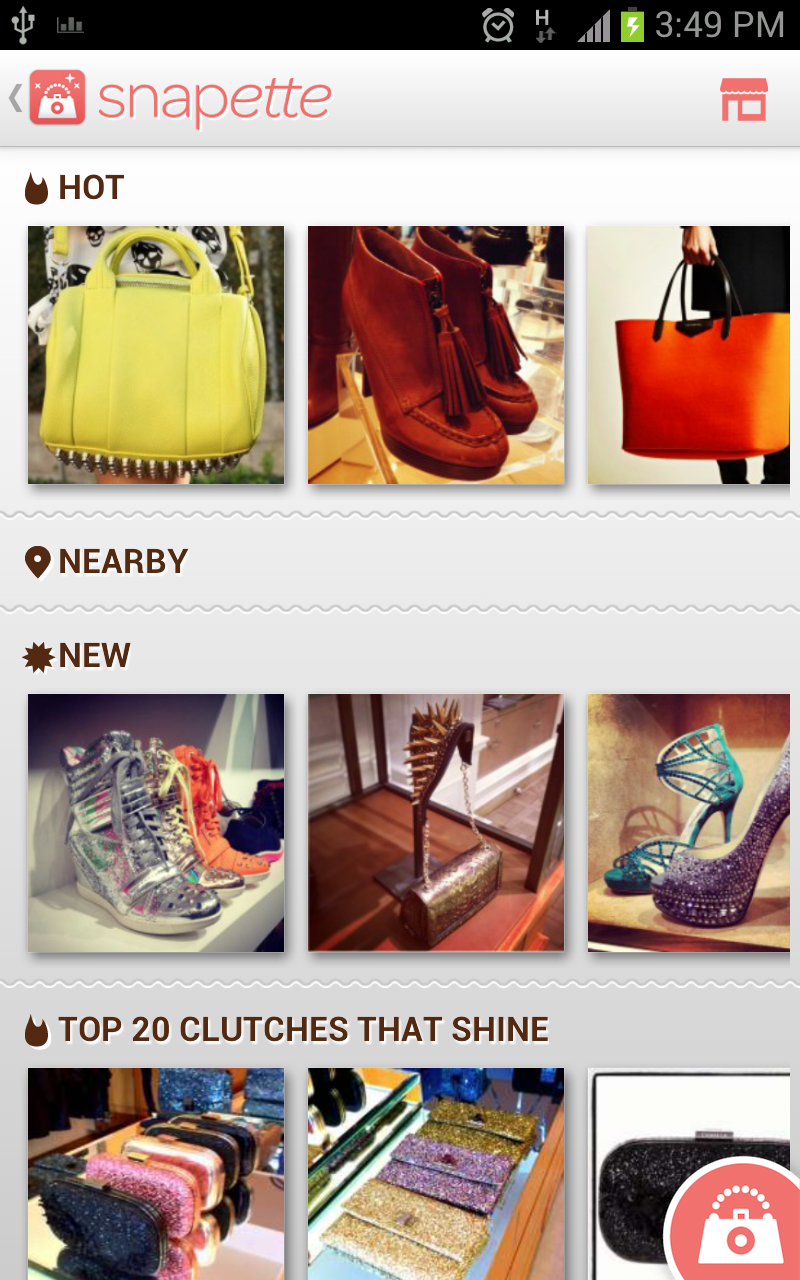 H
3:49 PM
snapette
HOT
NEARBY
NEW
TOP 20 CLUTCHES THAT SHINE